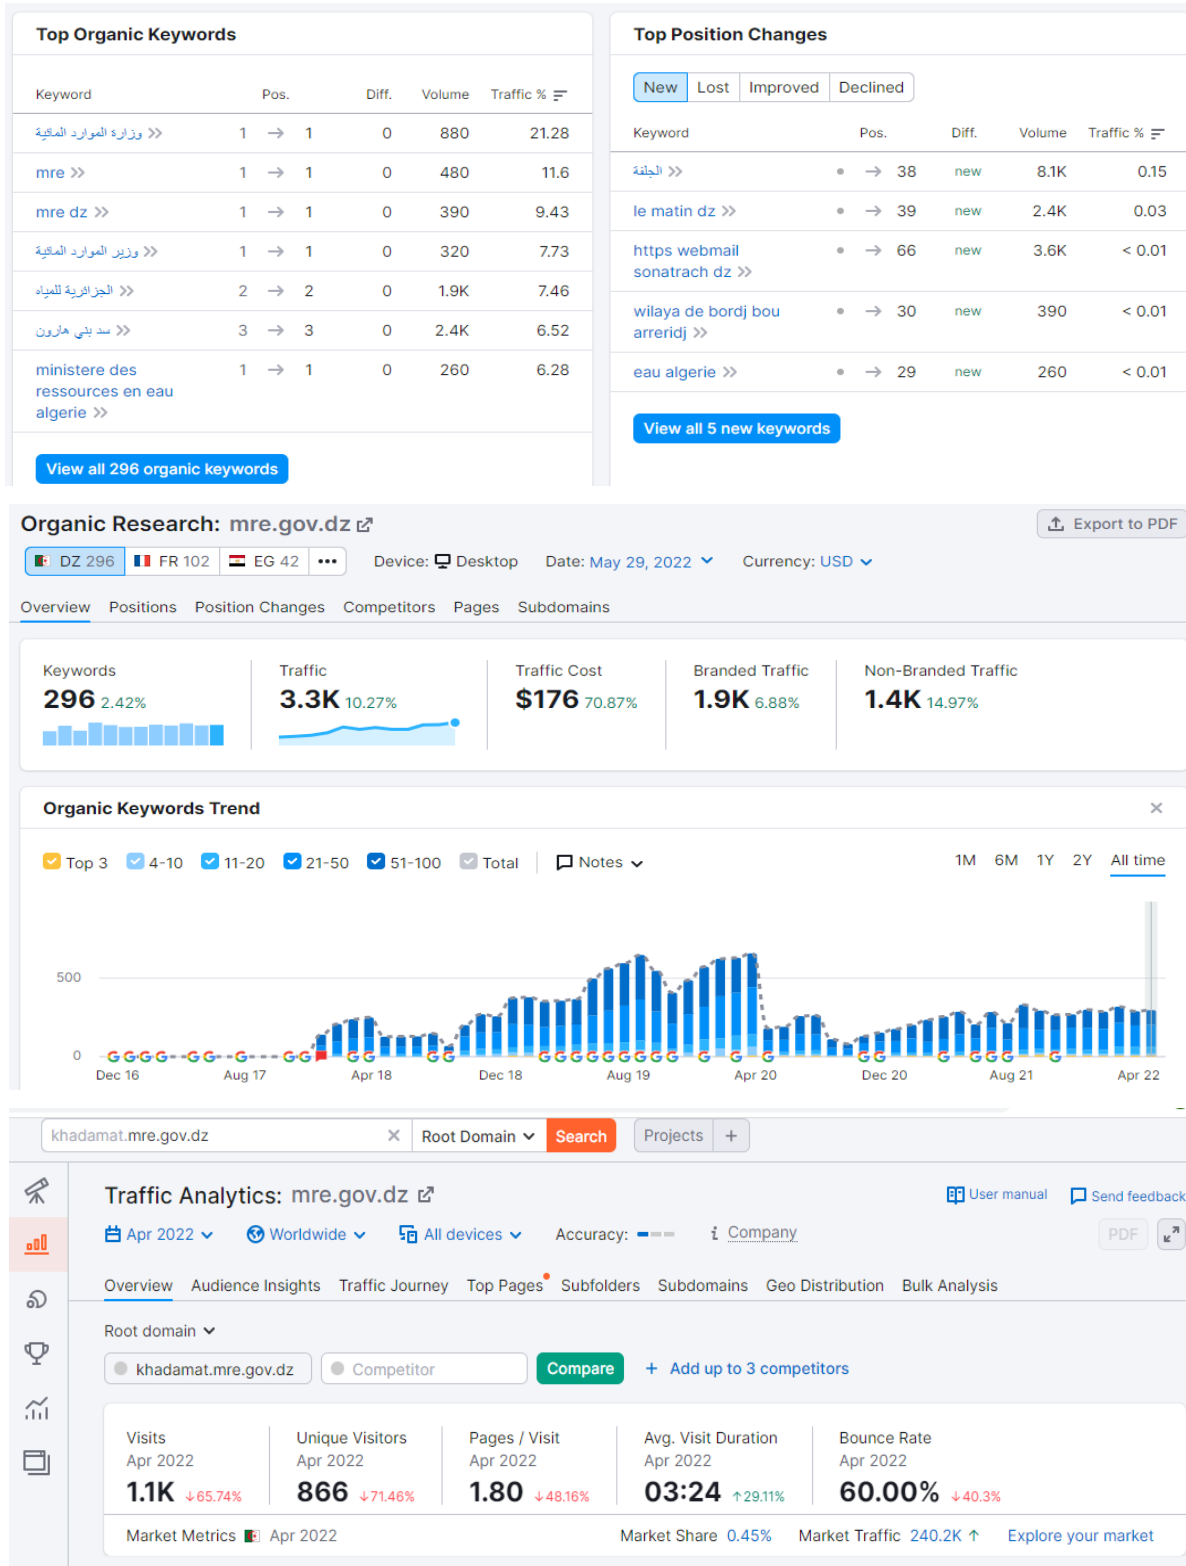 Top Organic Keywords
Keyword Pos. Diff. Volume Traffic %
وزارة الموارد المائية 1 → 1 0 880 21.28
mre 1 → 1 0 480 11.6
mre dz 1 → 1 0 390 9.43
وزير الموارد المائية 1 → 1 0 320 7.73
الجزائرية للمياه 2 → 2 0 1.9K 7.46
سد بني هارون 3 → 3 0 2.4K 6.52
ministere des 1 → 1 0 260 6.28
ressources en eau
algerie
View all 296 organic keywords
Top Position Changes
New Lost Improved Declined
Keyword Pos. Diff. Volume Traffic %
الجلفة • → 38 new 8.1K 0.15
le matin dz • → 39 new 2.4K 0.03
https webmail • → 66 new 3.6K < 0.01
sonatrach dz
wilaya de bordj bou • → 30 new 390 < 0.01
arreridj
eau algerie • → 29 new 260 < 0.01
View all 5 new keywords
Organic Research: mre.gov.dz Export to PDF
DZ 296 FR 102 EG 42 ••• Device: Desktop Date: May 29, 2022 Currency: USD
Overview Positions Position Changes Competitors Pages Subdomains
Keywords Traffic Traffic Cost Branded Traffic Non-Branded Traffic
296 2.42% 3.3K 10.27% $176 70.87% 1.9K 6.88% 1.4K 14.97%
Organic Keywords Trend
Top 3 4-10 11-20 21-50 51-100 Total Notes 1M 6M 1Y 2Y All time
500
0
Dec 16 Aug 17 Apr 18 Dec 18 Aug 19 Apr 20 Dec 20 Aug 21 Apr 22
khadamat.mre.gov.dz Root Domain Search Projects +
Traffic Analytics: mre.gov.dz User manual Send feedback
Apr 2022 Worldwide All devices Accuracy: i Company PDF
Overview Audience Insights Traffic Journey Top Pages Subfolders Subdomains Geo Distribution Bulk Analysis
Root domain
khadamat.mre.gov.dz Competitor Compare + Add up to 3 competitors
Visits Unique Visitors Pages / Visit Avg. Visit Duration Bounce Rate
Apr 2022 Apr 2022 Apr 2022 Apr 2022 Apr 2022
1.1K ↓65.74% 866 ↓71.46% 1.80 ↓48.16% 03:24 ↑29.11% 60.00% ↓40.3%
Market Metrics Apr 2022 Market Share 0.45% Market Traffic 240.2K ↑ Explore your market